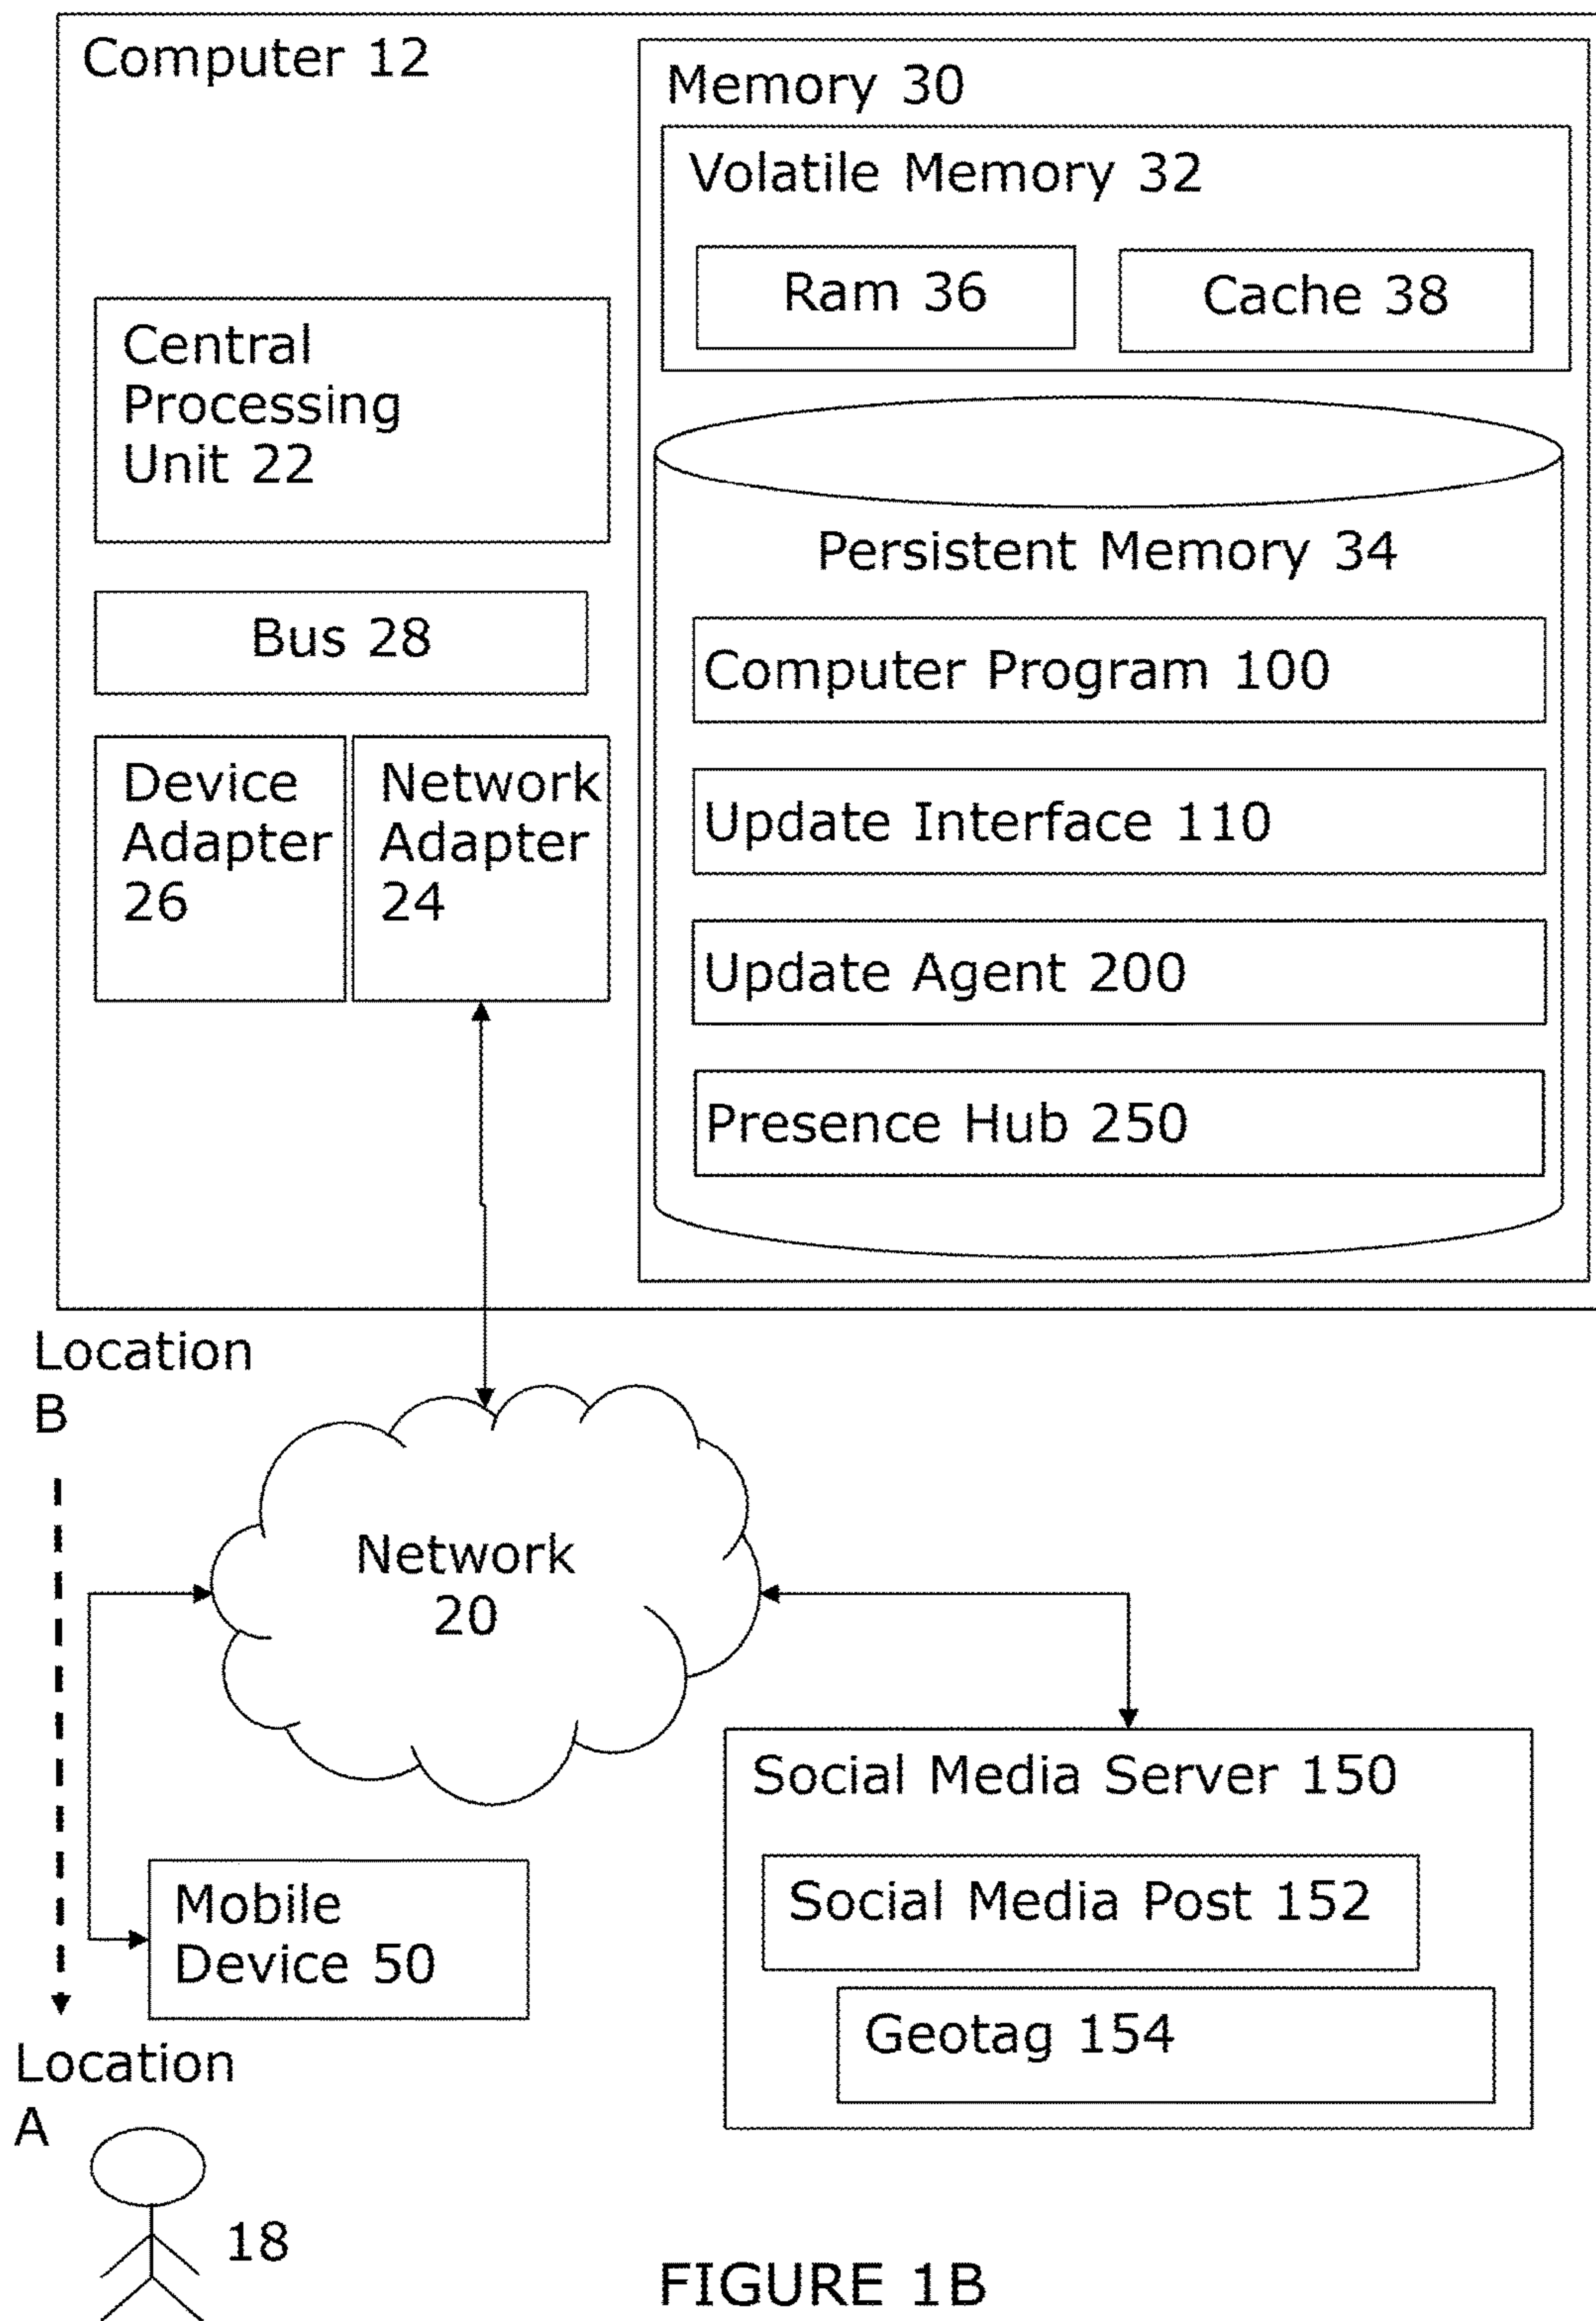 Computer 12
Central
Processing
Unit 22
Bus 28
Device
Adapter
26
Network
Adapter
24
Memory 30
Volatile Memory 32
Ram 36
Cache 38
Persistent Memory 34
Computer Program 100
Update Interface 110
Update Agent 200
Presence Hub 250
Location
B
Network
20
Mobile
Device 50
Social Media Server 150
Social Media Post 152
Geotag 154
Location
A
18
FIGURE 1B